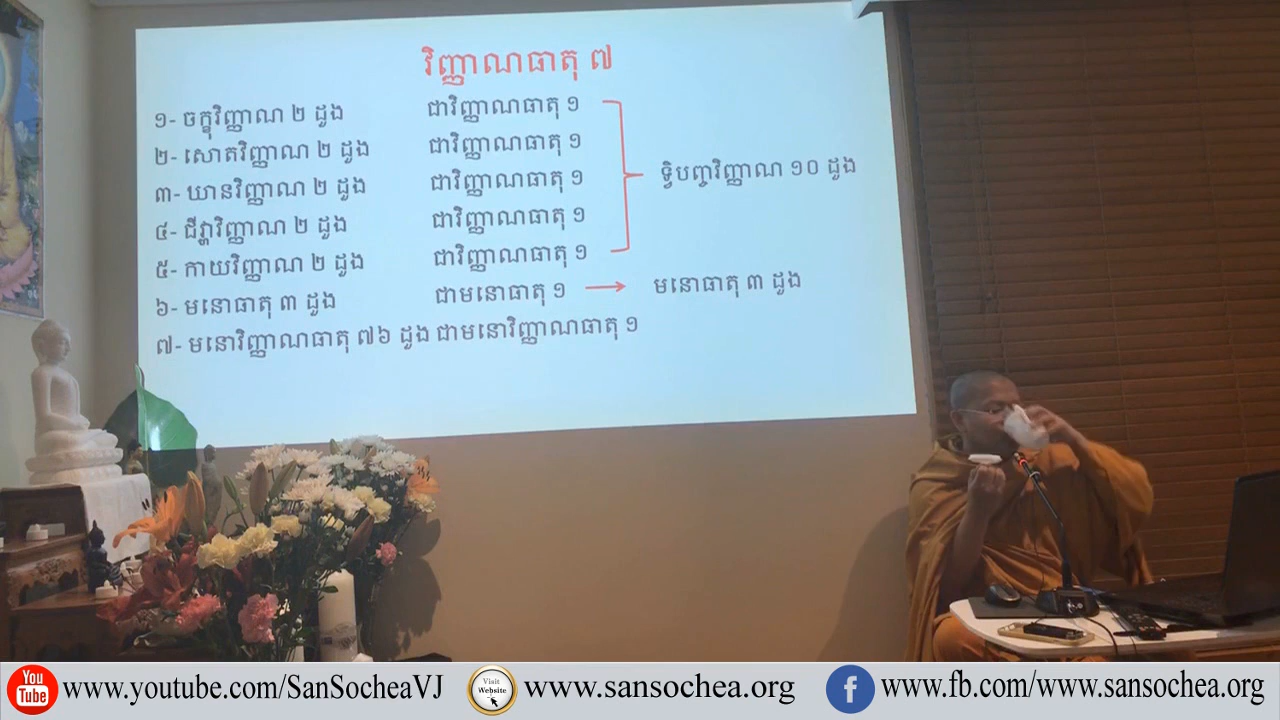 វិញ្ញាណធាតុ ៧
១- ចក្ខុវិញ្ញាណ ២ ដួង ជាវិញ្ញាណធាតុ ១
២- សោតវិញ្ញាណ ២ ដួង ជាវិញ្ញាណធាតុ ១
៣- ឃានវិញ្ញាណ ២ ដួង ជាវិញ្ញាណធាតុ ១
ទ្វិបញ្ចវិញ្ញាណ ១០ ដួង
៤- ជីវ្ហាវិញ្ញាណ ២ ដួង ជាវិញ្ញាណធាតុ ១
៥- កាយវិញ្ញាណ ២ ដួង ជាវិញ្ញាណធាតុ ១
៦- មនោធាតុ ៣ ដួង ជាមនោធាតុ ១ → មនោធាតុ ៣ ដួង
៧- មនោវិញ្ញាណធាតុ ៧៦ ដួង ជាមនោវិញ្ញាណធាតុ ១
You Tube www.youtube.com/SanSocheaVJ Visit Website www.sansochea.org f www.fb.com/www.sansochea.org